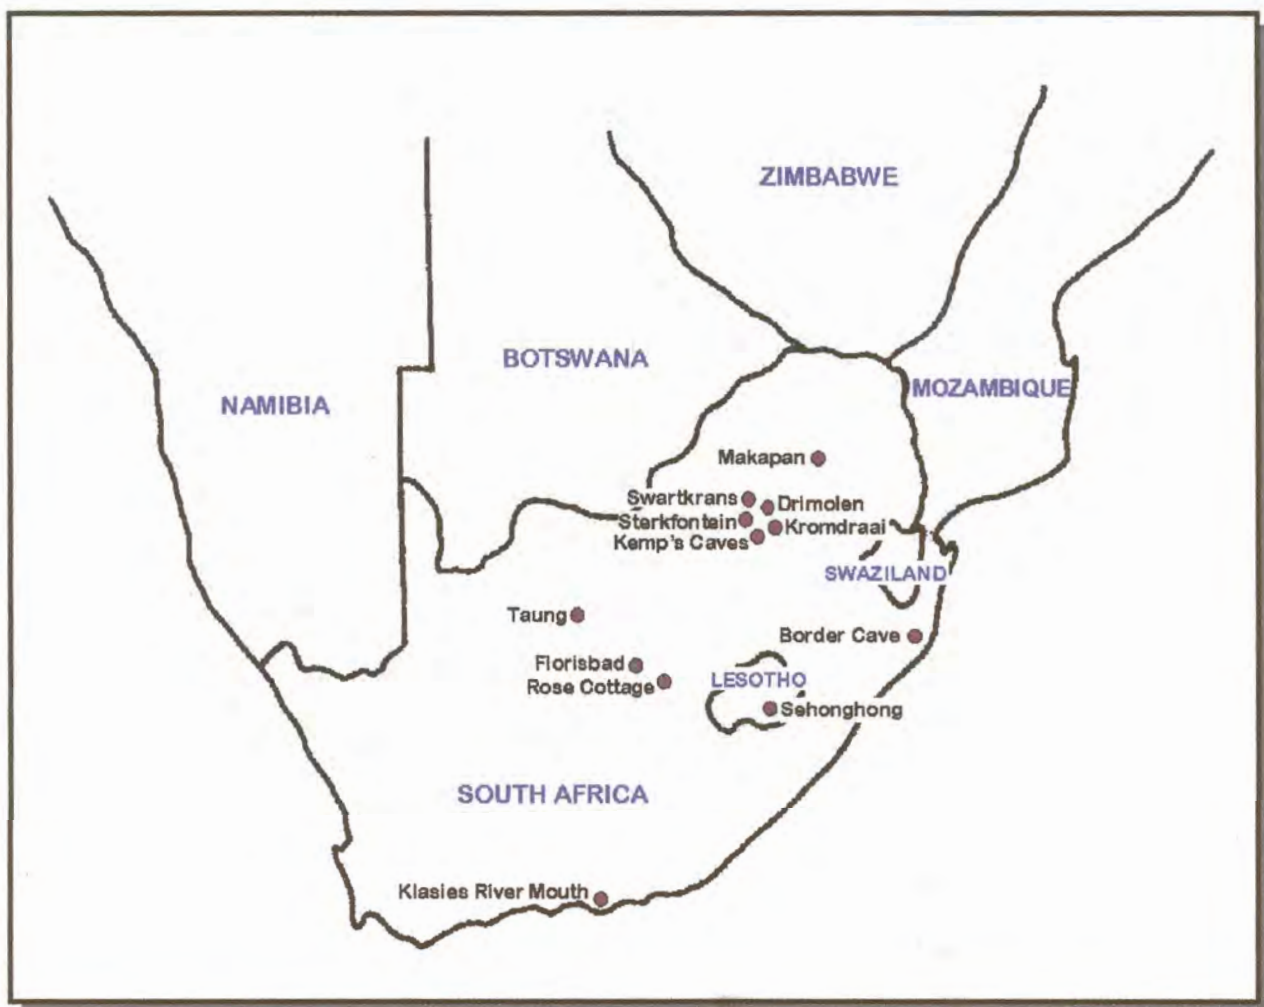 ZIMBABWE
BOTSWANA
NAMIBIA
MOZAMBIQUE
Makapan
Swartkrans
Drimolen
Sterkfontein
Kromdraai
Kemp's Caves
SWAZILAND
Taung
Border Cave
Florisbad
Rose Cottage
LESOTHO
Sehonghong
SOUTH AFRICA
Klasies River Mouth